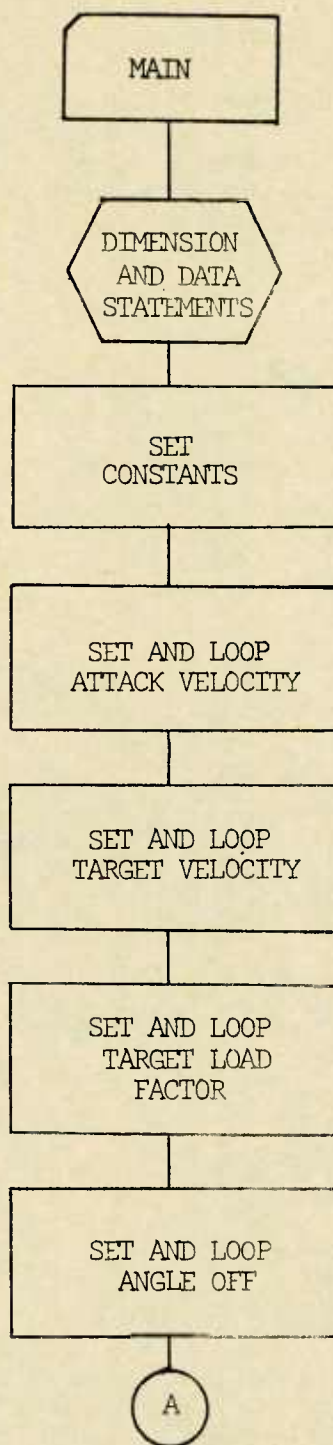 MAIN
DIMENSION
AND DATA
STATEMENTS
SET
CONSTANTS
SET AND LOOP
ATTACK VELOCITY
SET AND LOOP
TARGET VELOCITY
SET AND LOOP
TARGET LOAD
FACTOR
SET AND LOOP
ANGLE OFF
A